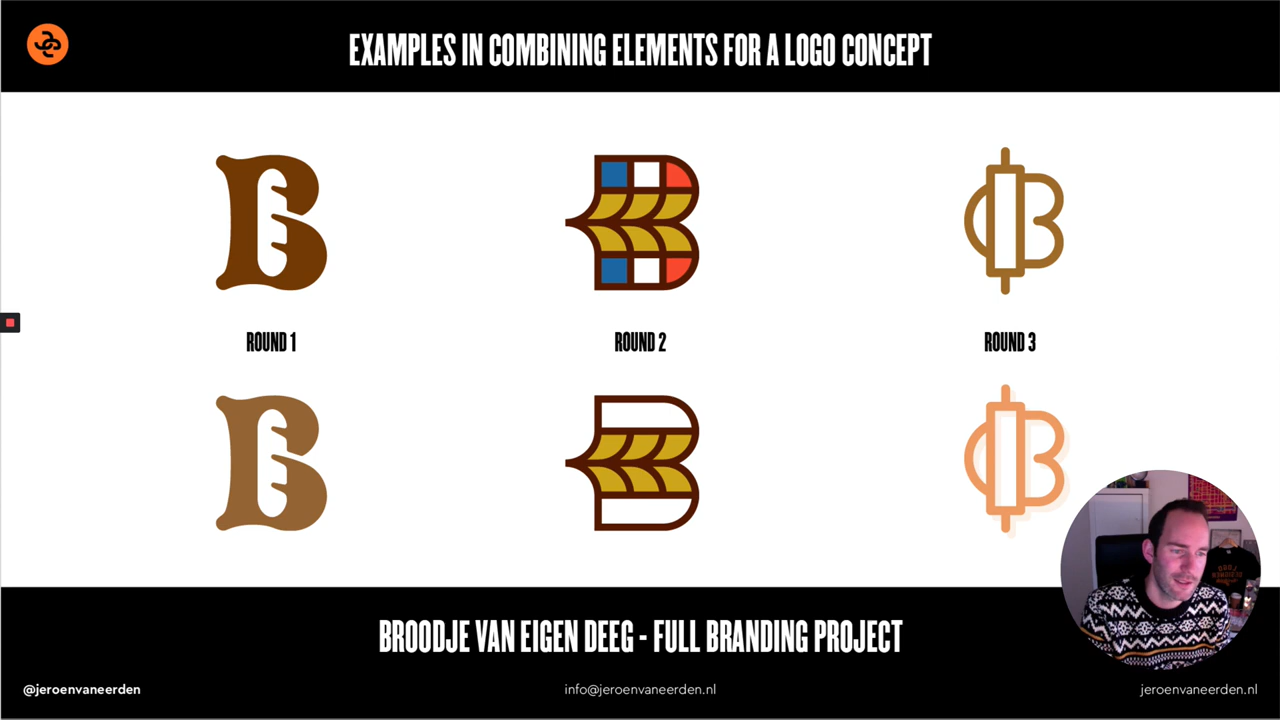 EXAMPLES IN COMBINING ELEMENTS FOR A LOGO CONCEPT
ROUND 1
ROUND 2
ROUND 3
BROODJE VAN EIGEN DEEG - FULL BRANDING PROJECT
@jeroenvaneerden
info@jeroenvaneerden.nl
jeroenvaneerden.nl